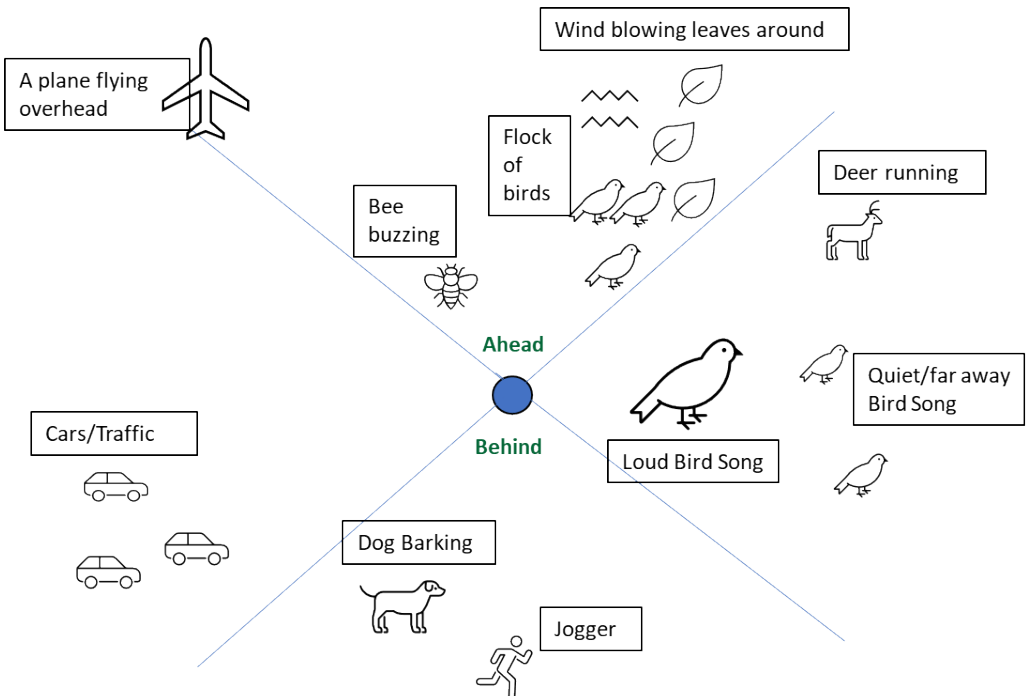 Wind blowing leaves around
A plane flying
overhead
Flock
of
birds
Deer running
Bee
buzzing
Ahead
Quiet/far away
Bird Song
Cars/Traffic
Behind
Loud Bird Song
Dog Barking
Jogger